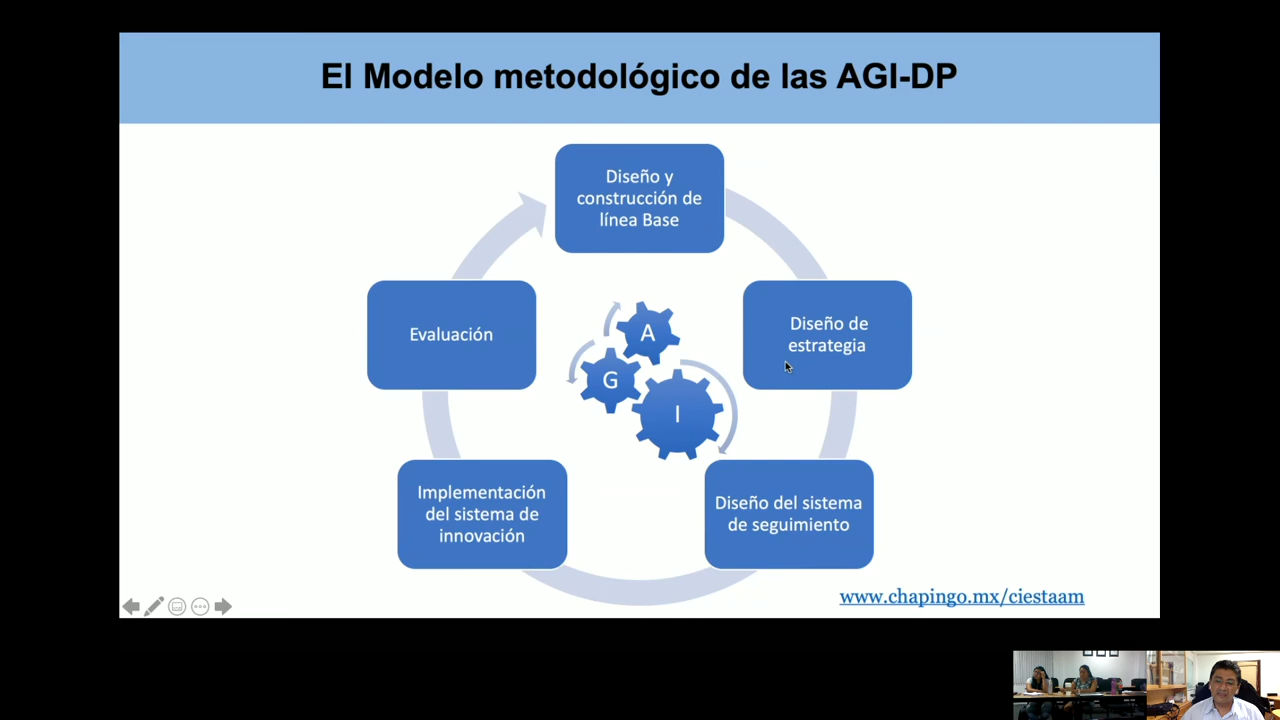 El Modelo metodológico de las AGI-DP
Diseño y
construcción de
línea Base
Diseño de
estrategia
Diseño del sistema
de seguimiento
Implementación
del sistema de
innovación
Evaluación
A
G
I
www.chapingo.mx/ciestaam